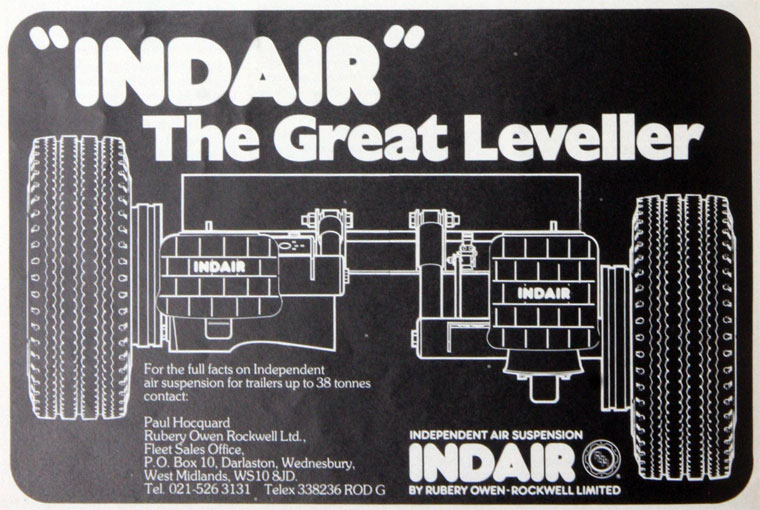 "INDAIR"
The Great Leveller
INDAIR
INDAIR
For the full facts on Independent
air suspension for trailers up to 38 tonnes
contact:
Paul Hocquard
Rubery Owen Rockwell Ltd.,
Fleet Sales Office,
P.O. Box 10, Darlaston, Wednesbury,
West Midlands, WS10 8JD.
Tel. 021-526 3131 Telex 338236 ROD G
INDEPENDENT AIR SUSPENSION
INDAIR
BY RUBERY OWEN-ROCKWELL LIMITED